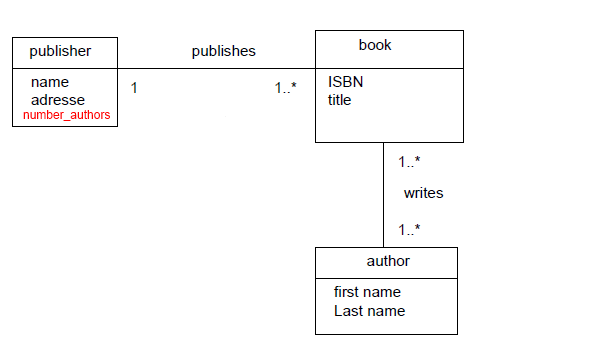 publisher
name
adresse
number_authors
publishes
1
1..*
book
ISBN
title
1..*
writes
1..*
author
first name
Last name